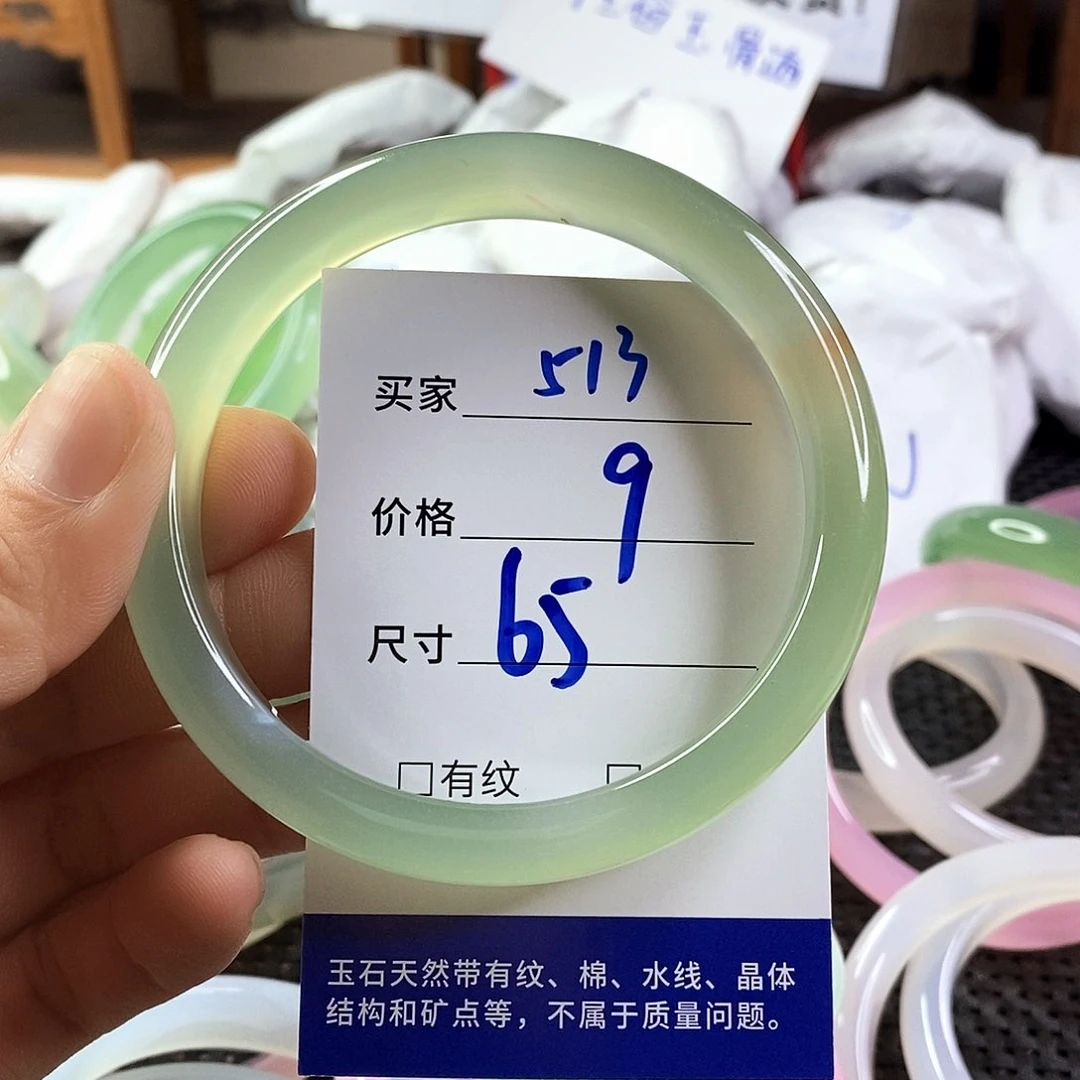 买家 513
价格 9
尺寸 65
□有纹 □
玉石天然带有纹、棉、水线、晶体
结构和矿点等，不属于质量问题。